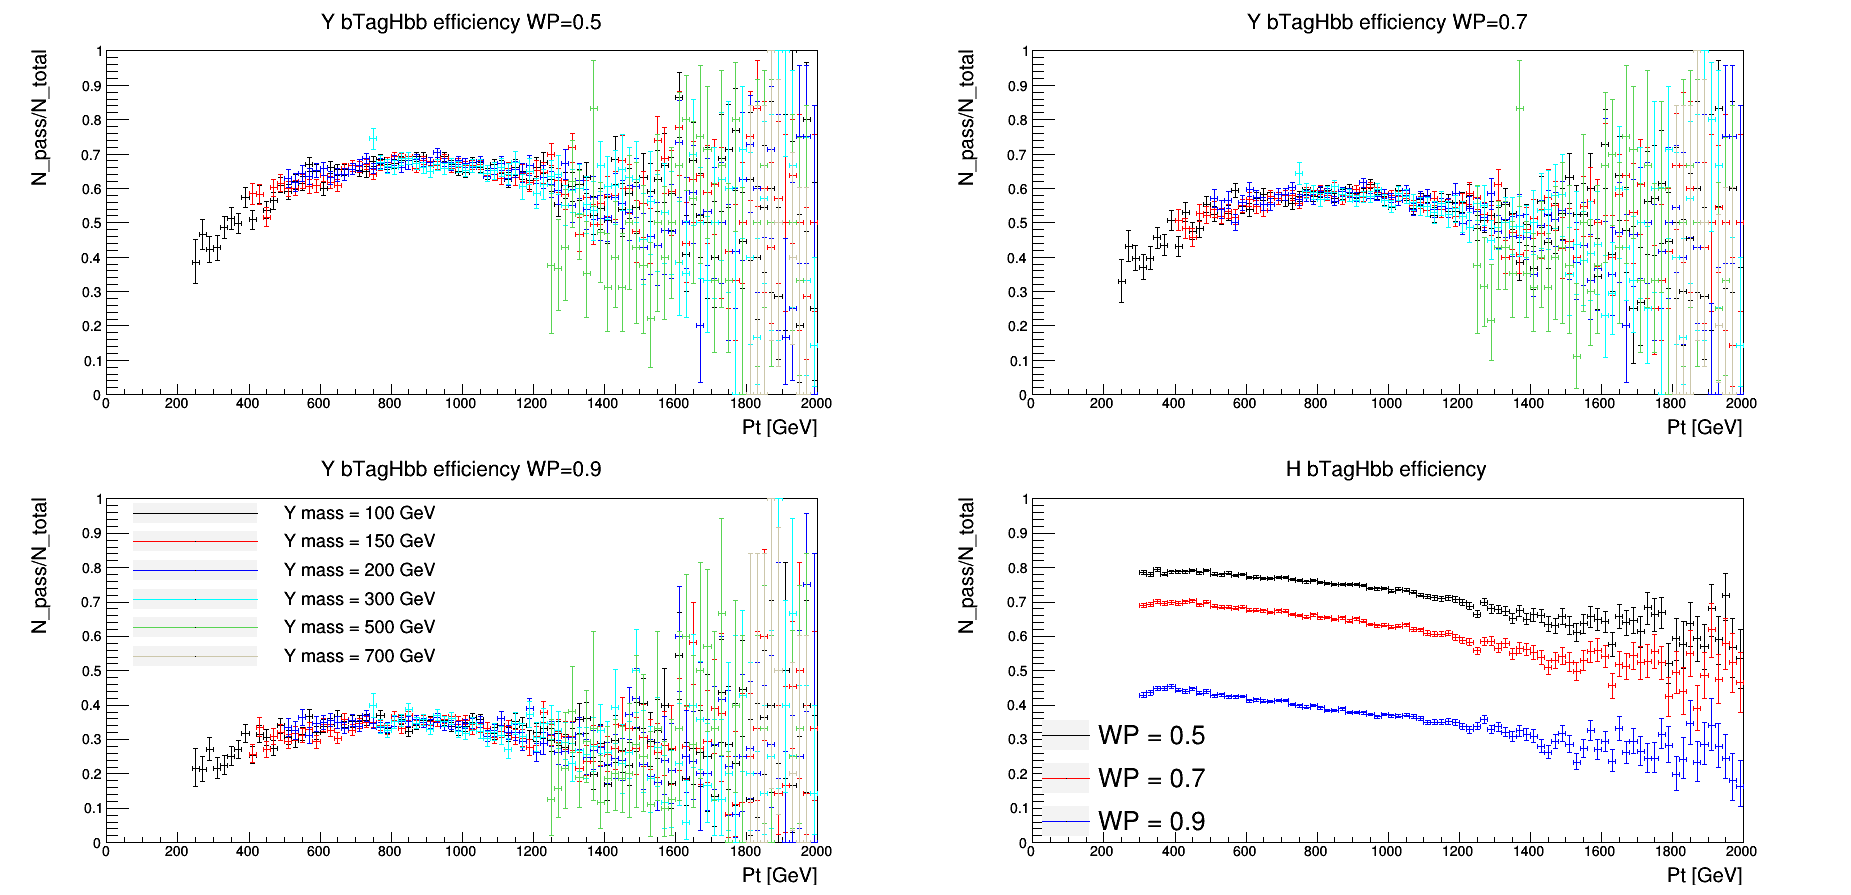 Y bTagHbb efficiency WP=0.5
N_pass/N_total
1
0.9
0.8
0.7
0.6
0.5
0.4
0.3
0.2
0.1
0
0 200 400 600 800 1000 1200 1400 1600 1800 2000
Pt [GeV]
Y bTagHbb efficiency WP=0.7
N_pass/N_total
1
0.9
0.8
0.7
0.6
0.5
0.4
0.3
0.2
0.1
0
0 200 400 600 800 1000 1200 1400 1600 1800 2000
Pt [GeV]
Y bTagHbb efficiency WP=0.9
N_pass/N_total
1
0.9
0.8
0.7
0.6
0.5
0.4
0.3
0.2
0.1
0
Y mass = 100 GeV
Y mass = 150 GeV
Y mass = 200 GeV
Y mass = 300 GeV
Y mass = 500 GeV
Y mass = 700 GeV
0 200 400 600 800 1000 1200 1400 1600 1800 2000
Pt [GeV]
H bTagHbb efficiency
N_pass/N_total
1
0.9
0.8
0.7
0.6
0.5
0.4
0.3
0.2
0.1
0
WP = 0.5
WP = 0.7
WP = 0.9
0 200 400 600 800 1000 1200 1400 1600 1800 2000
Pt [GeV]